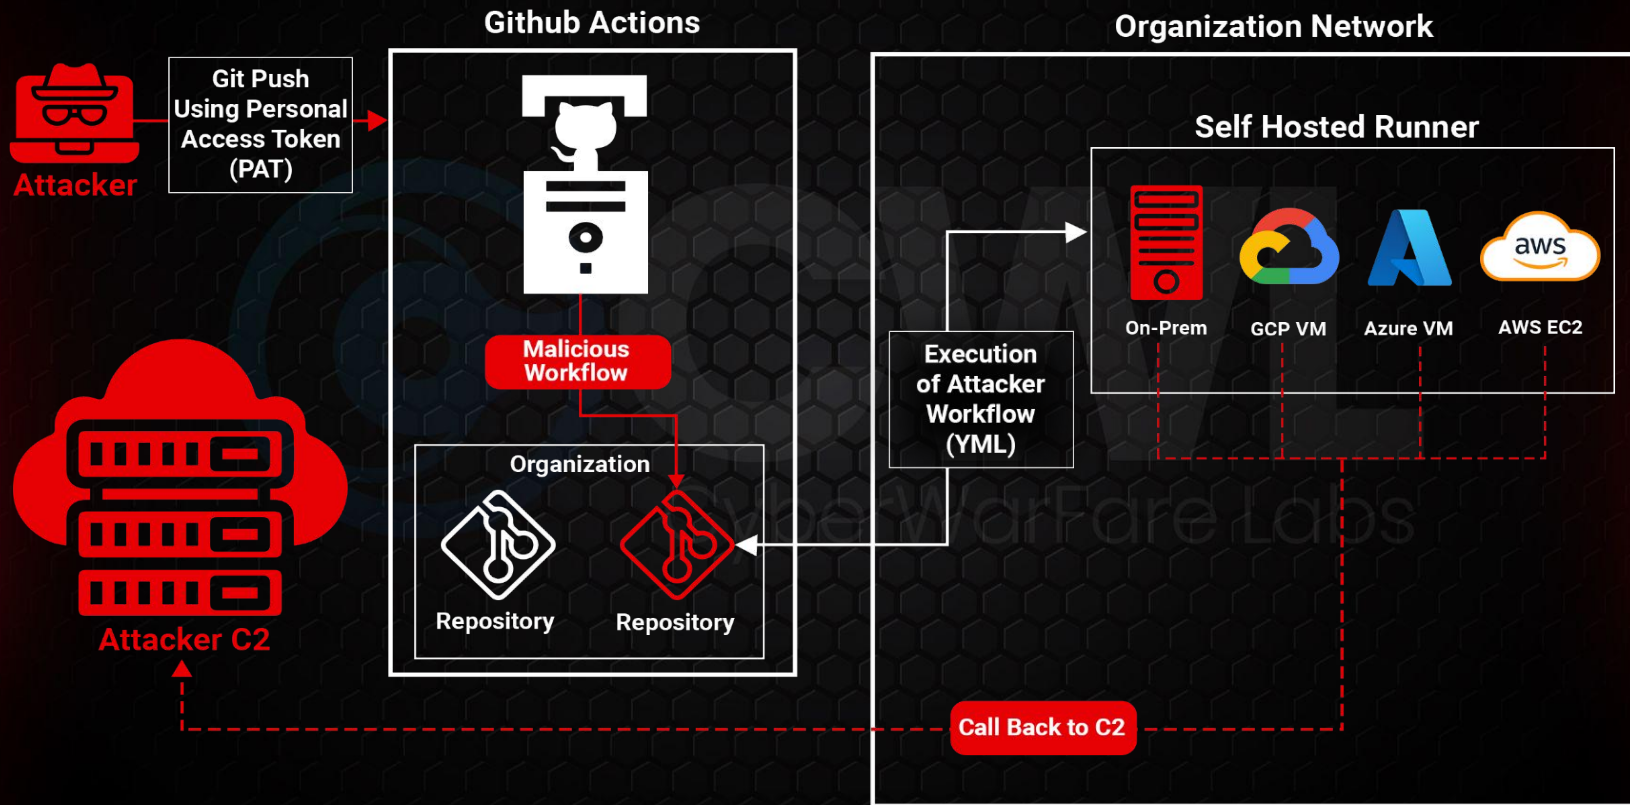 Github Actions
Organization Network
Git Push
Using Personal
Access Token
(PAT)
Attacker
Self Hosted Runner
aws
On-Prem
GCP VM
Azure VM
AWS EC2
Malicious
Workflow
Execution
of Attacker
Workflow
(YML)
Organization
Repository
Repository
CWL
CyberWarFare Labs
Attacker C2
Call Back to C2